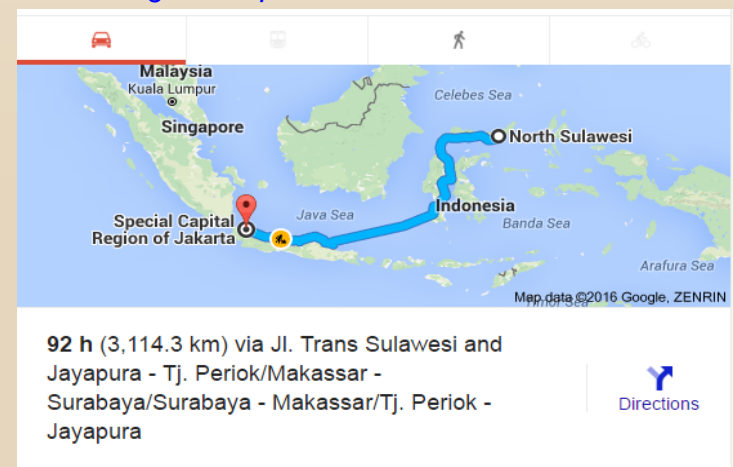 Malaysia
Kuala Lumpur
Celebes Sea
Singapore
North Sulawesi
Special Capital
Region of Jakarta
Java Sea
Indonesia
Banda Sea
Arafura Sea
Timor Sea
Map data ©2016 Google, ZENRIN
92 h (3,114.3 km) via Jl. Trans Sulawesi and
Jayapura - Tj. Periok/Makassar -
Surabaya/Surabaya - Makassar/Tj. Periok -
Jayapura
Directions